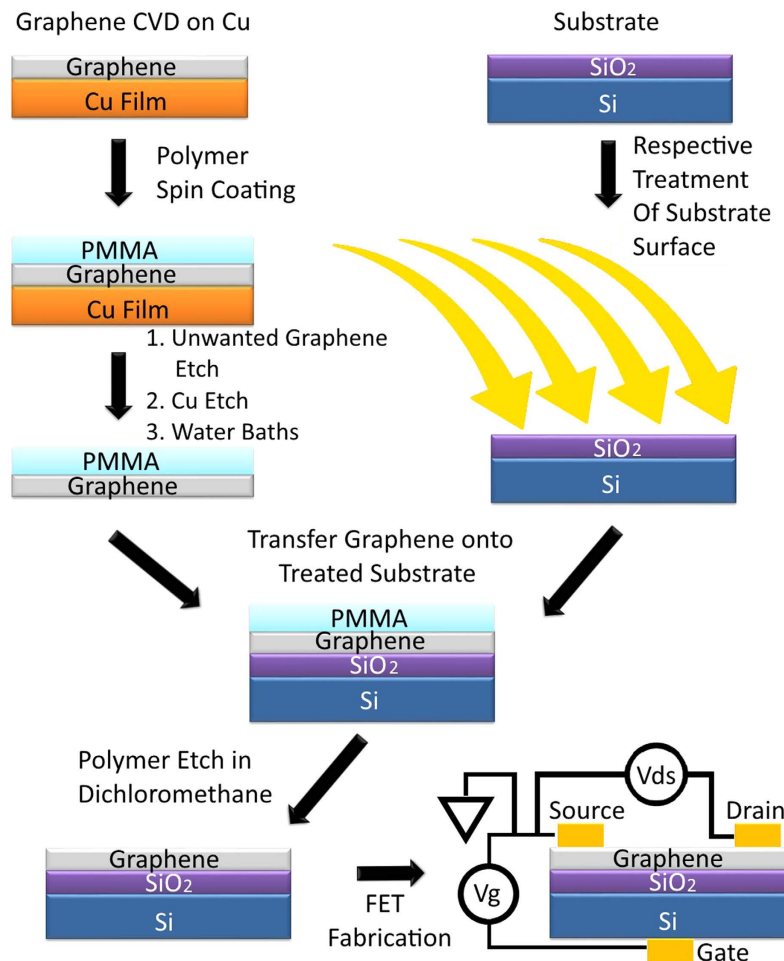 Graphene CVD on Cu
Substrate
Graphene
Cu Film
SiO₂
Si
Polymer
Spin Coating
Respective
Treatment
Of Substrate
Surface
PMMA
Graphene
Cu Film
1. Unwanted Graphene
Etch
2. Cu Etch
3. Water Baths
PMMA
Graphene
SiO₂
Si
Transfer Graphene onto
Treated Substrate
PMMA
Graphene
SiO₂
Si
Polymer Etch in
Dichloromethane
Graphene
SiO₂
Si
FET
Fabrication
Vds
Source
Drain
Vg
Graphene
SiO₂
Si
Gate